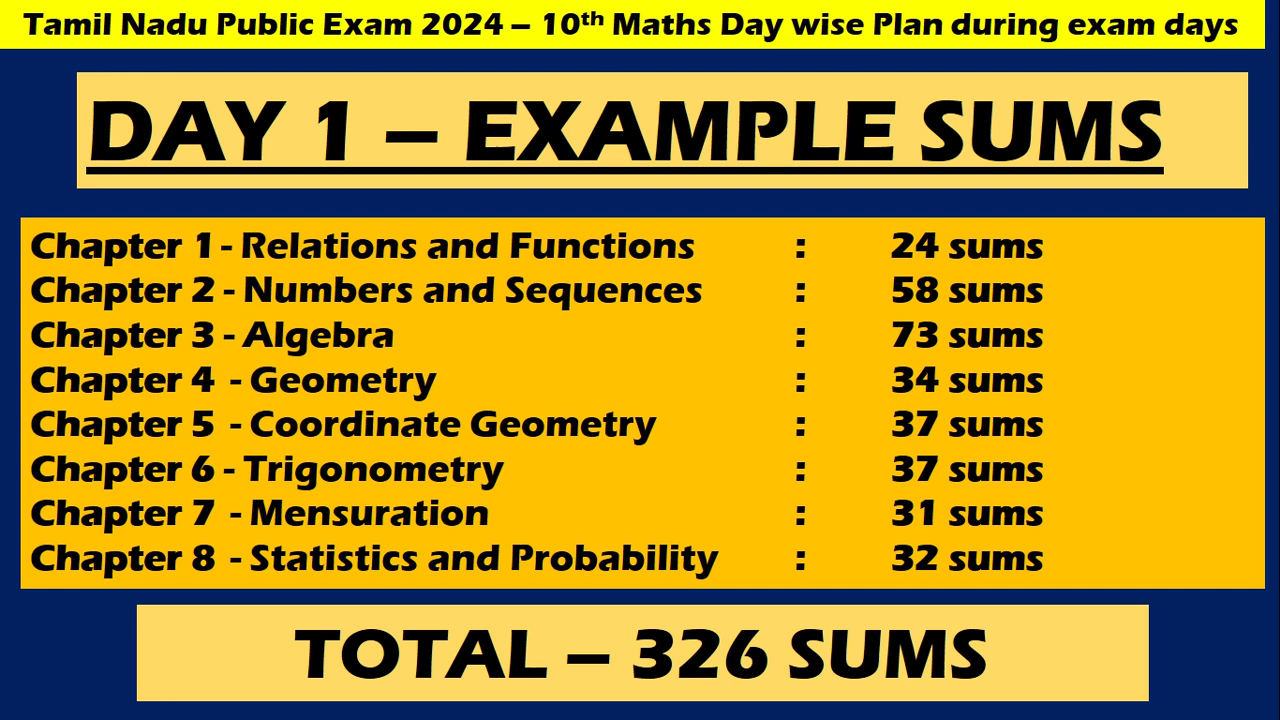 Tamil Nadu Public Exam 2024 – 10th Maths Day wise Plan during exam days
DAY 1 – EXAMPLE SUMS
Chapter 1 - Relations and Functions : 24 sums
Chapter 2 - Numbers and Sequences : 58 sums
Chapter 3 - Algebra : 73 sums
Chapter 4 - Geometry : 34 sums
Chapter 5 - Coordinate Geometry : 37 sums
Chapter 6 - Trigonometry : 37 sums
Chapter 7 - Mensuration : 31 sums
Chapter 8 - Statistics and Probability : 32 sums
TOTAL – 326 SUMS